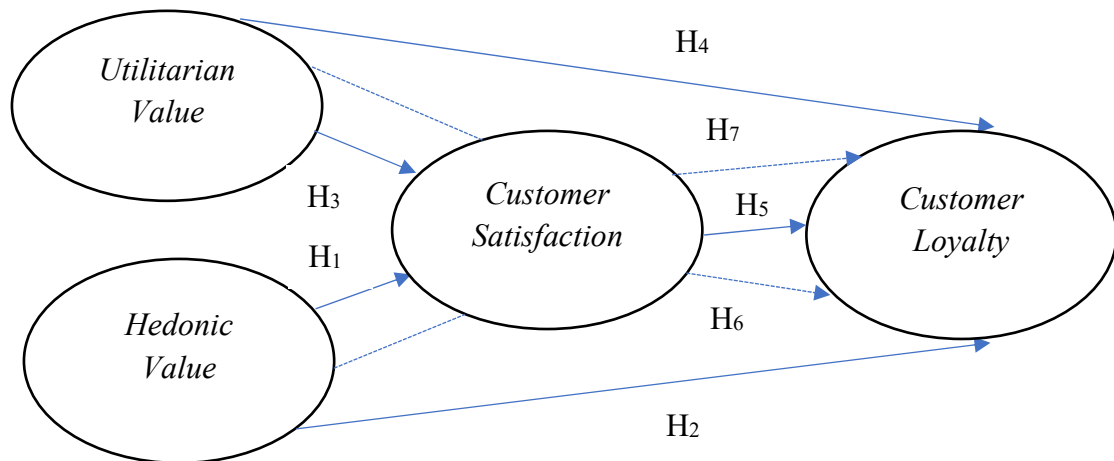 H₄
Utilitarian
Value
H₇
H₃
Customer
Satisfaction
H₅
Customer
Loyalty
H₁
Hedonic
Value
H₆
H₂